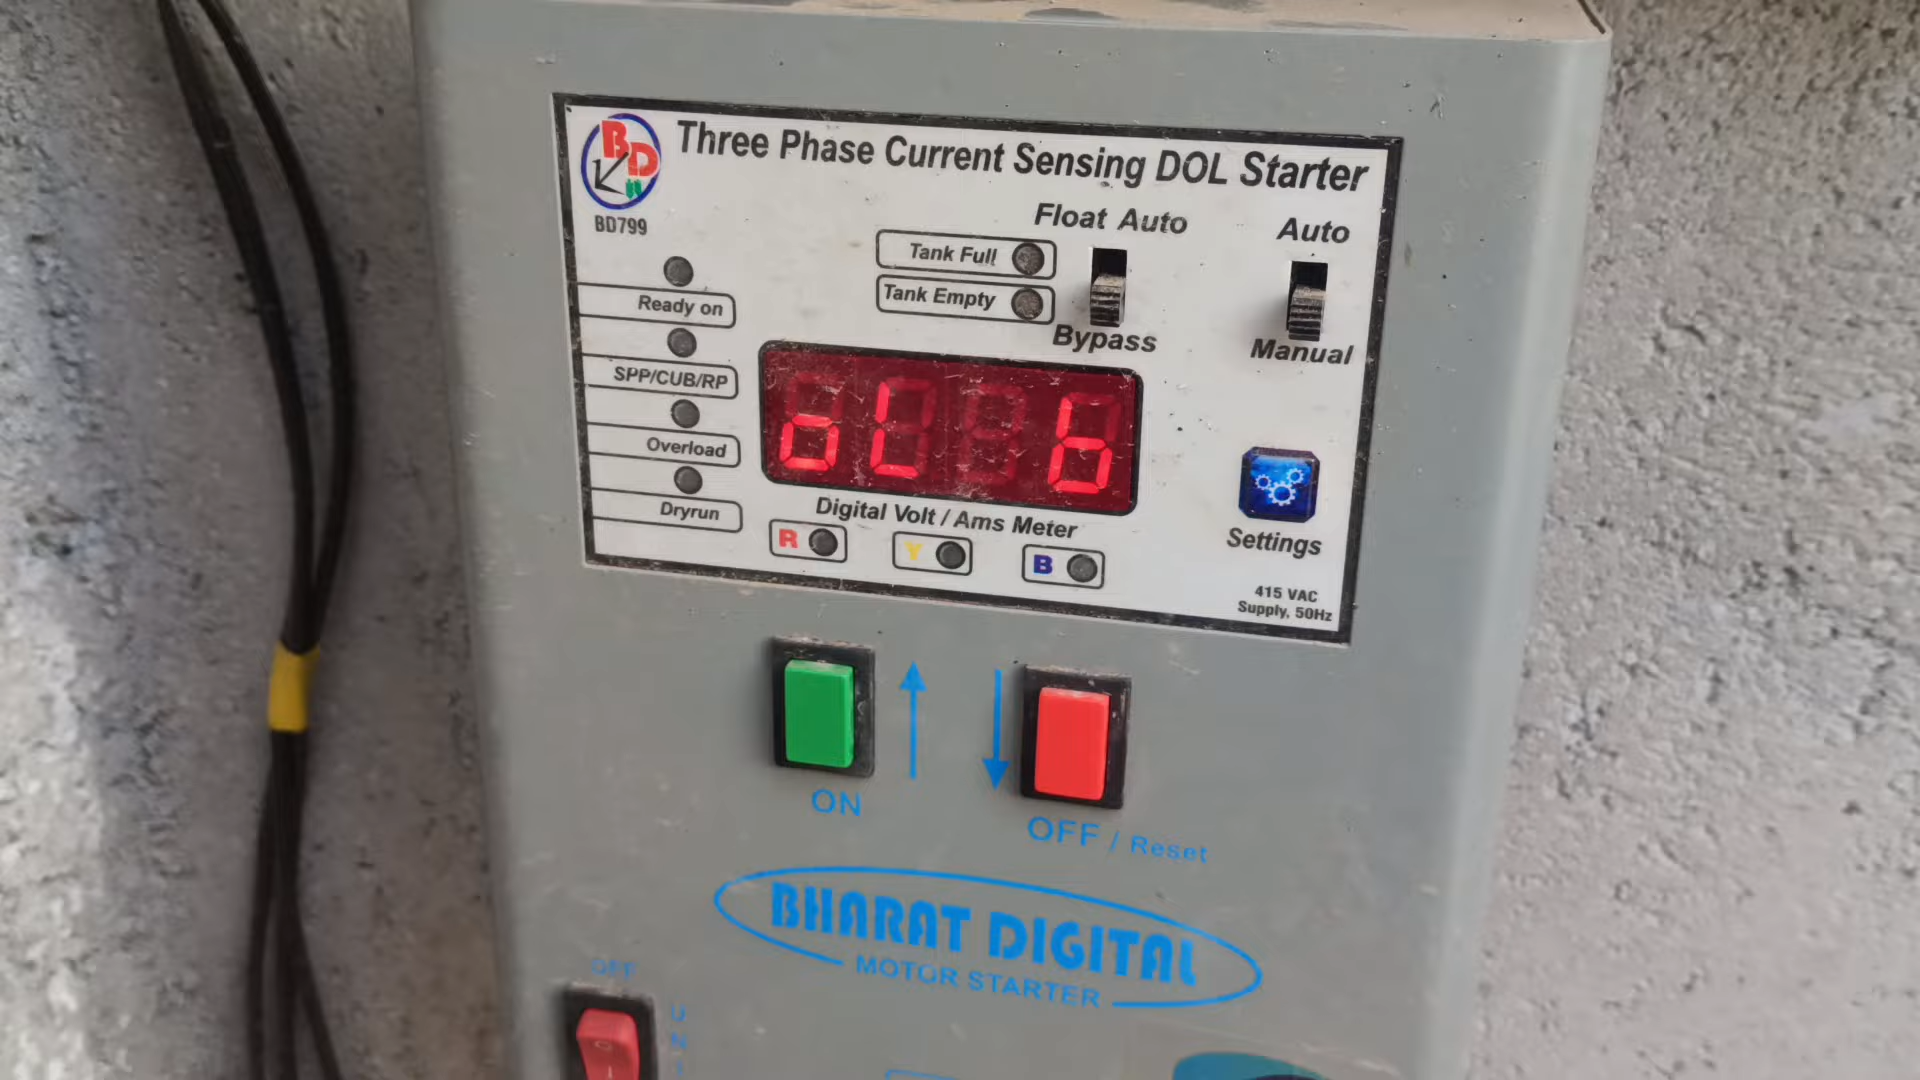 BD
Three Phase Current Sensing DOL Starter
BD799
Float Auto
Auto
Tank Full
Tank Empty
Ready on
Bypass
Manual
SPP/CUB/RP
oL b
Overload
Dryrun
Digital Volt / Ams Meter
Settings
R
Y
B
415 VAC
Supply, 50Hz
ON
OFF / Reset
BHARAT DIGITAL
MOTOR STARTER
OFF